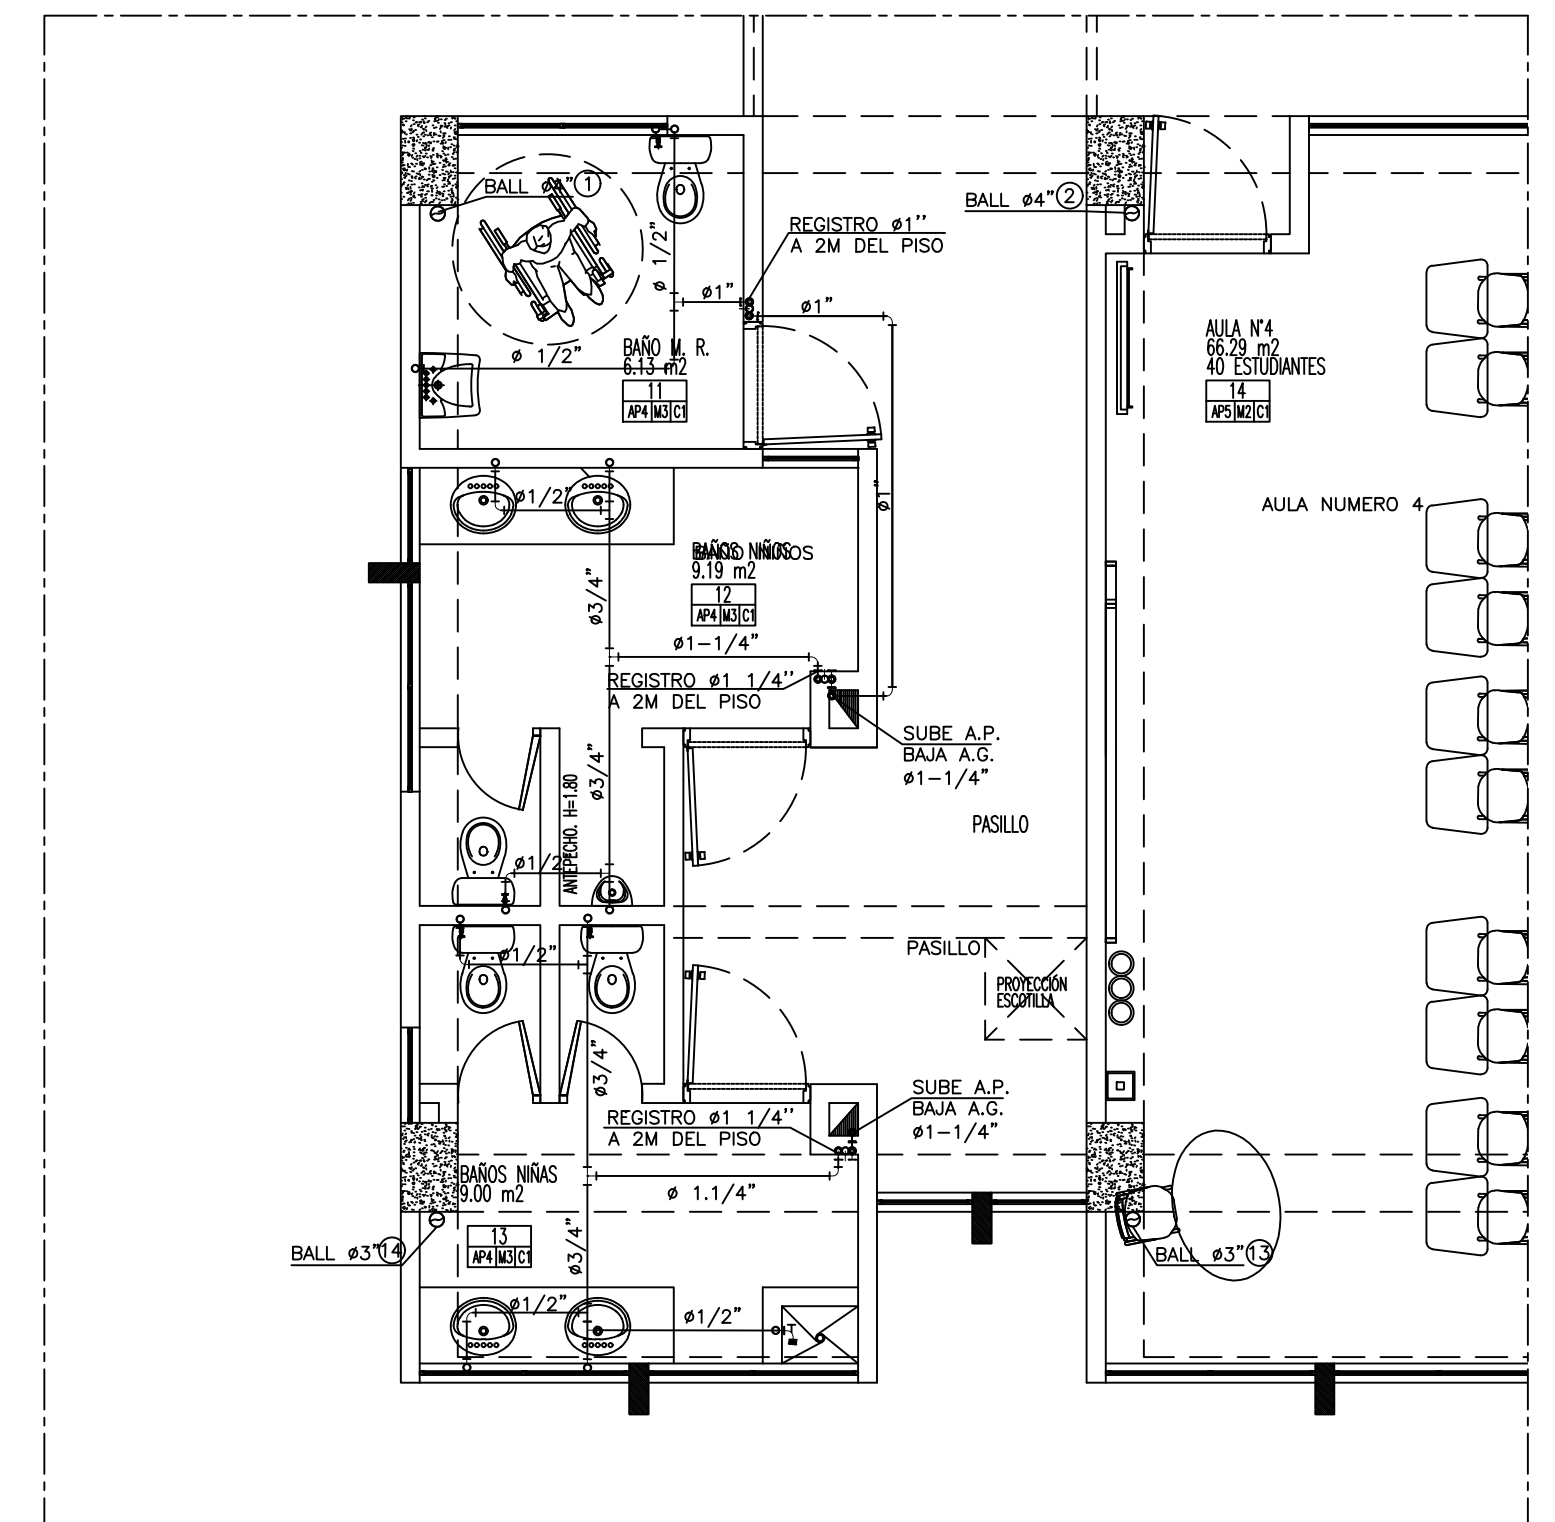 BALL ø4" 1
BALL ø4" 2
REGISTRO ø1''
A 2M DEL PISO
ø 1/2"
ø1"
ø1"
ø 1/2"
BAÑO M. R.
6.13 m2
11
AP4 M3 C1
AULA N°4
66.29 m2
40 ESTUDIANTES
14
AP5 M2 C1
ø1/2"
ø1"
AULA NUMERO 4
BAÑOS NIÑOS
BAÑO NIÑOS
9.19 m2
12
AP4 M3 C1
ø3/4"
ø1-1/4"
REGISTRO ø1 1/4''
A 2M DEL PISO
SUBE A.P.
BAJA A.G.
ø1-1/4"
ø3/4"
ANTEPECHO. H=1.80
PASILLO
ø1/2"
ø1/2"
PASILLO
PROYECCIÓN
ESCOTILLA
ø3/4"
SUBE A.P.
BAJA A.G.
ø1-1/4"
REGISTRO ø1 1/4''
A 2M DEL PISO
BAÑOS NIÑAS
9.00 m2
ø 1.1/4"
13
AP4 M3 C1
ø3/4"
BALL ø3" 14
BALL ø3" 13
ø1/2"
ø1/2"